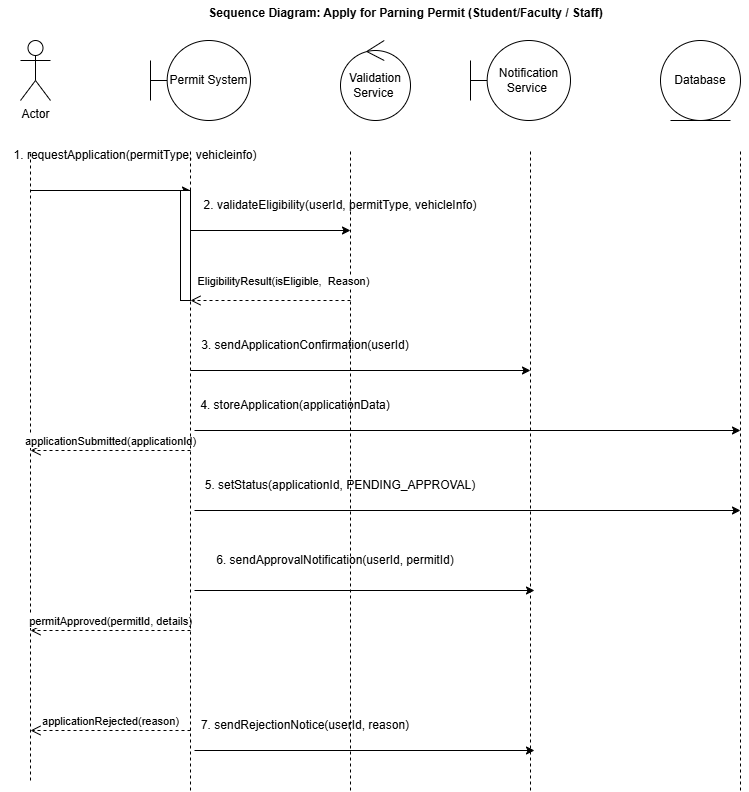 Sequence Diagram: Apply for Parning Permit (Student/Faculty / Staff)
Actor
Permit System
Validation
Service
Notification
Service
Database
1. requestApplication(permitType, vehicleinfo)
2. validateEligibility(userId, permitType, vehicleInfo)
EligibilityResult(isEligible, Reason)
3. sendApplicationConfirmation(userId)
4. storeApplication(applicationData)
applicationSubmitted(applicationId)
5. setStatus(applicationId, PENDING_APPROVAL)
6. sendApprovalNotification(userId, permitId)
permitApproved(permitId, details)
applicationRejected(reason)
7. sendRejectionNotice(userId, reason)